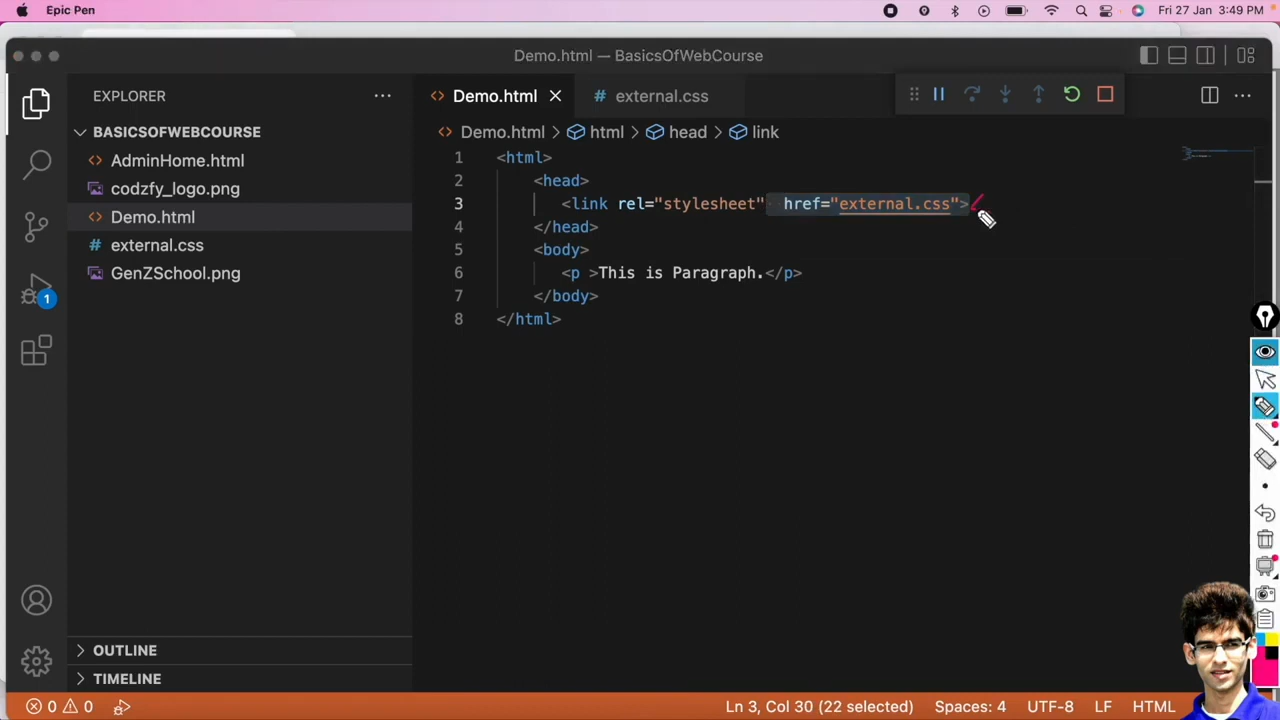 Epic Pen
Fri 27 Jan 3:49 PM
Demo.html — BasicsOfWebCourse
EXPLORER
BASICSOFWEBCOURSE
AdminHome.html
codzfy_logo.png
Demo.html
external.css
GenZSchool.png
1
OUTLINE
TIMELINE
Demo.html
external.css
Demo.html > html > head > link
1 <html>
2 <head>
3 <link rel="stylesheet"  href="external.css">
4 </head>
5 <body>
6 <p >This is Paragraph.</p>
7 </body>
8 </html>
0 0
Ln 3, Col 30 (22 selected)
Spaces: 4
UTF-8
LF
HTML